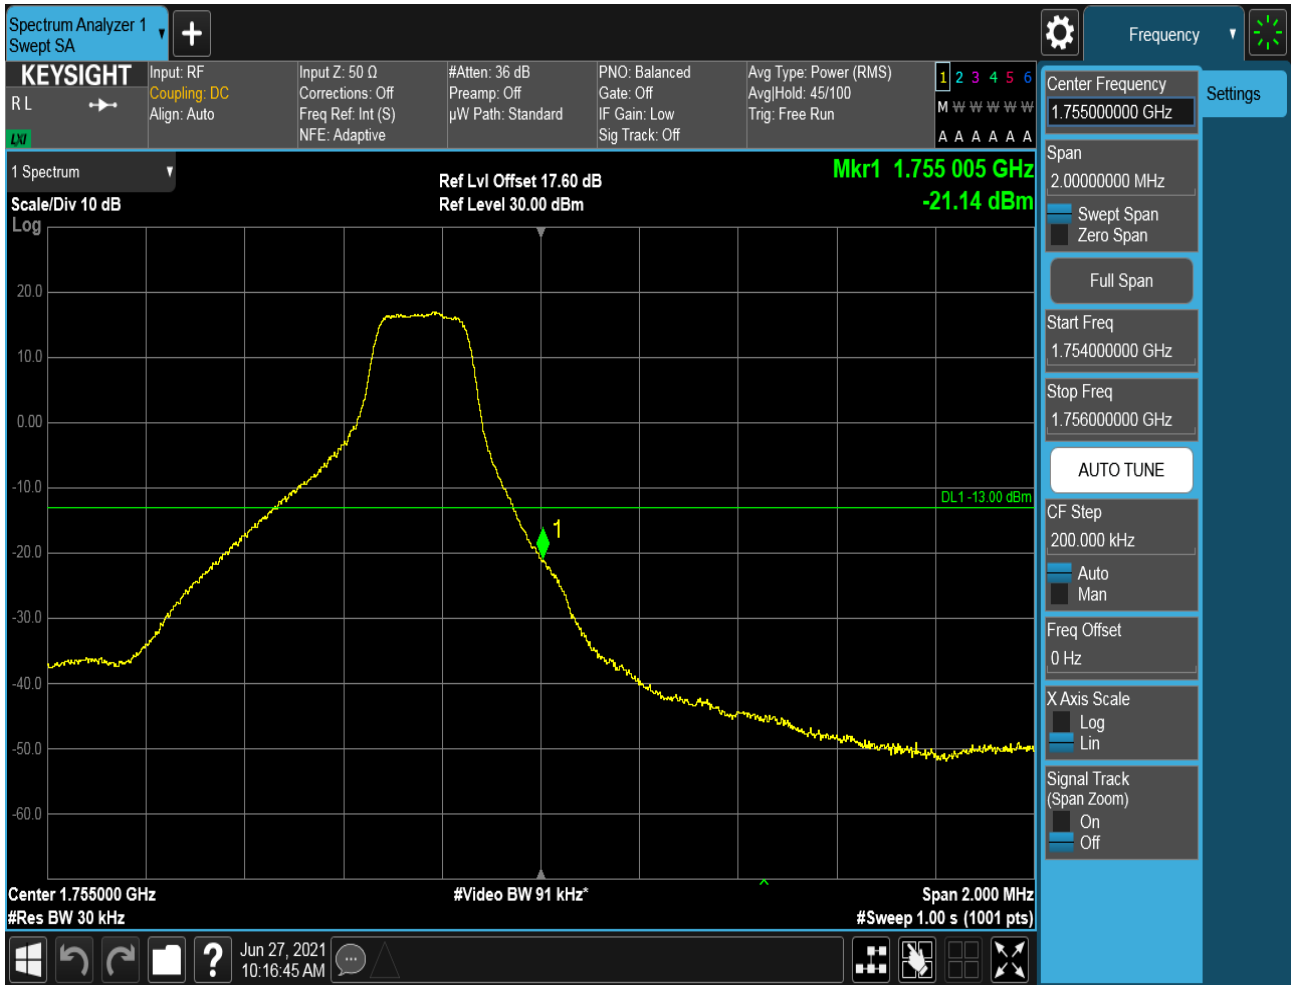 Spectrum Analyzer 1
Swept SA
Frequency
KEYSIGHT
R L
LXI
Input: RF
Coupling: DC
Align: Auto
Input Z: 50 Ω
Corrections: Off
Freq Ref: Int (S)
NFE: Adaptive
#Atten: 36 dB
Preamp: Off
µW Path: Standard
PNO: Balanced
Gate: Off
IF Gain: Low
Sig Track: Off
Avg Type: Power (RMS)
Avg|Hold: 45/100
Trig: Free Run
1 2 3 4 5 6
M W W W W W
A A A A A A
1 Spectrum
Scale/Div 10 dB
Log
Ref Lvl Offset 17.60 dB
Ref Level 30.00 dBm
Mkr1 1.755 005 GHz
-21.14 dBm
20.0
10.0
0.00
-10.0
-20.0
-30.0
-40.0
-50.0
-60.0
DL1 -13.00 dBm
1
Center 1.755000 GHz
#Video BW 91 kHz*
Span 2.000 MHz
#Res BW 30 kHz
#Sweep 1.00 s (1001 pts)
Jun 27, 2021
10:16:45 AM
?
Center Frequency
1.755000000 GHz
Settings
Span
2.00000000 MHz
Swept Span
Zero Span
Full Span
Start Freq
1.754000000 GHz
Stop Freq
1.756000000 GHz
AUTO TUNE
CF Step
200.000 kHz
Auto
Man
Freq Offset
0 Hz
X Axis Scale
Log
Lin
Signal Track
(Span Zoom)
On
Off